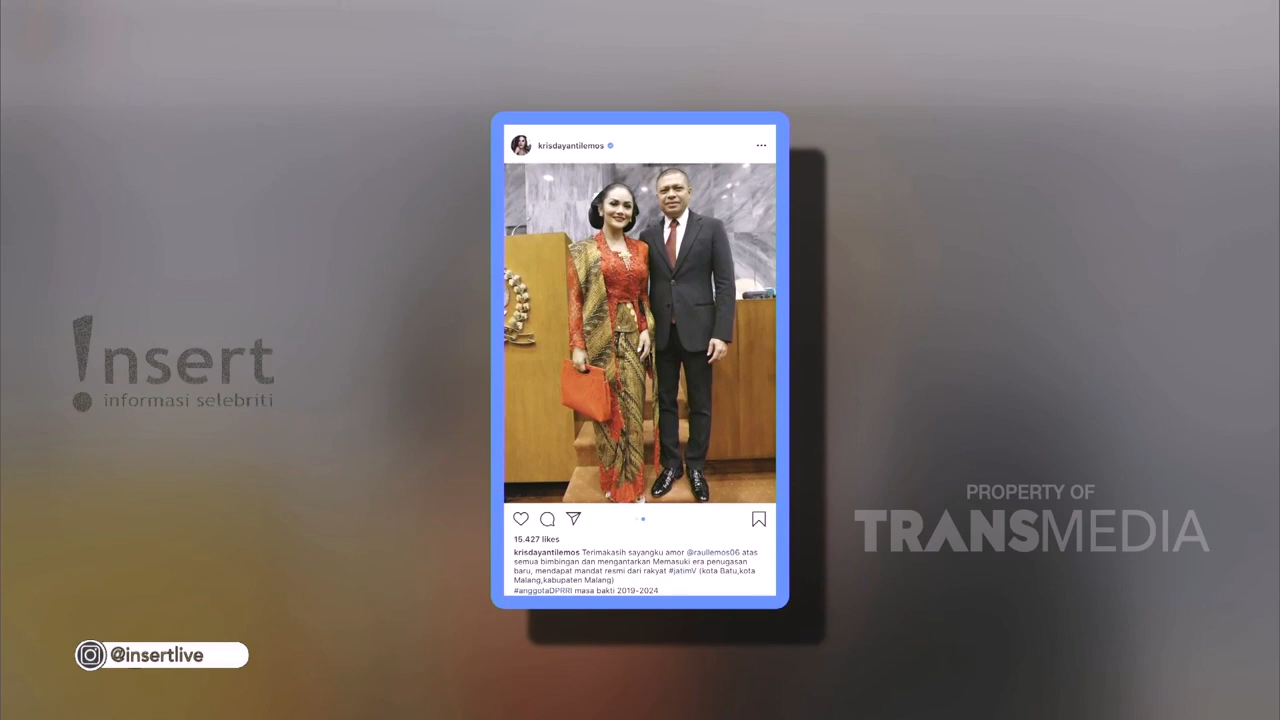 krisdayantilemos
!nsert
informasi selebriti
PROPERTY OF
TRANSMEDIA
15.427 likes
krisdayantilemos Terimakasih sayangku amor @raullemos06 atas
semua bimbingan dan mengantarkan Memasuki era penugasan
baru, mendapat mandat resmi dari rakyat #jatimV (kota Batu,kota
Malang,kabupaten Malang)
#anggotaDPRRI masa bakti 2019-2024
@insertlive